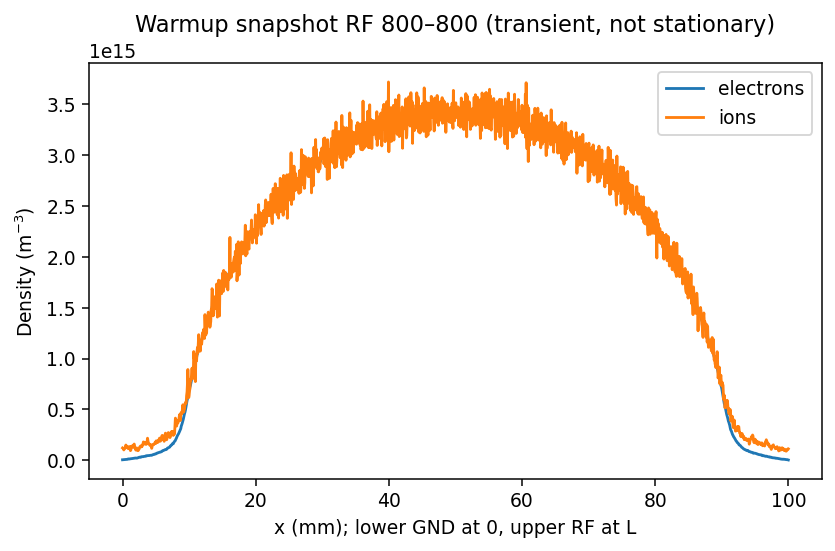 Warmup snapshot RF 800–800 (transient, not stationary)
1e15
electrons
ions
3.5
3.0
2.5
2.0
1.5
1.0
0.5
0.0
Density (m⁻³)
0 20 40 60 80 100
x (mm); lower GND at 0, upper RF at L